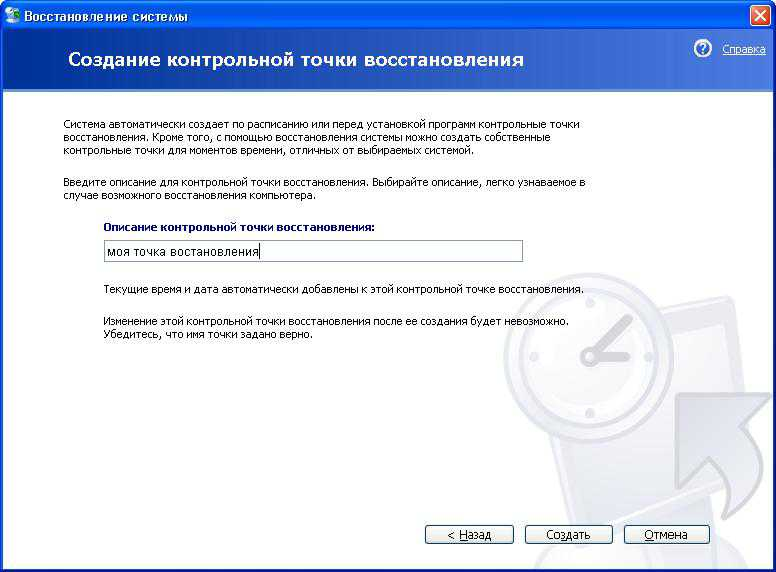 Восстановление системы
Создание контрольной точки восстановления
? Справка
Система автоматически создает по расписанию или перед установкой программ контрольные точки
восстановления. Кроме того, с помощью восстановления системы можно создать собственные
контрольные точки для моментов времени, отличных от выбираемых системой.
Введите описание для контрольной точки восстановления. Выбирайте описание, легко узнаваемое в
случае возможного восстановления компьютера.
Описание контрольной точки восстановления:
моя точка востановления
Текущие время и дата автоматически добавлены к этой контрольной точке восстановления.
Изменение этой контрольной точки восстановления после ее создания будет невозможно.
Убедитесь, что имя точки задано верно.
< Назад Создать Отмена